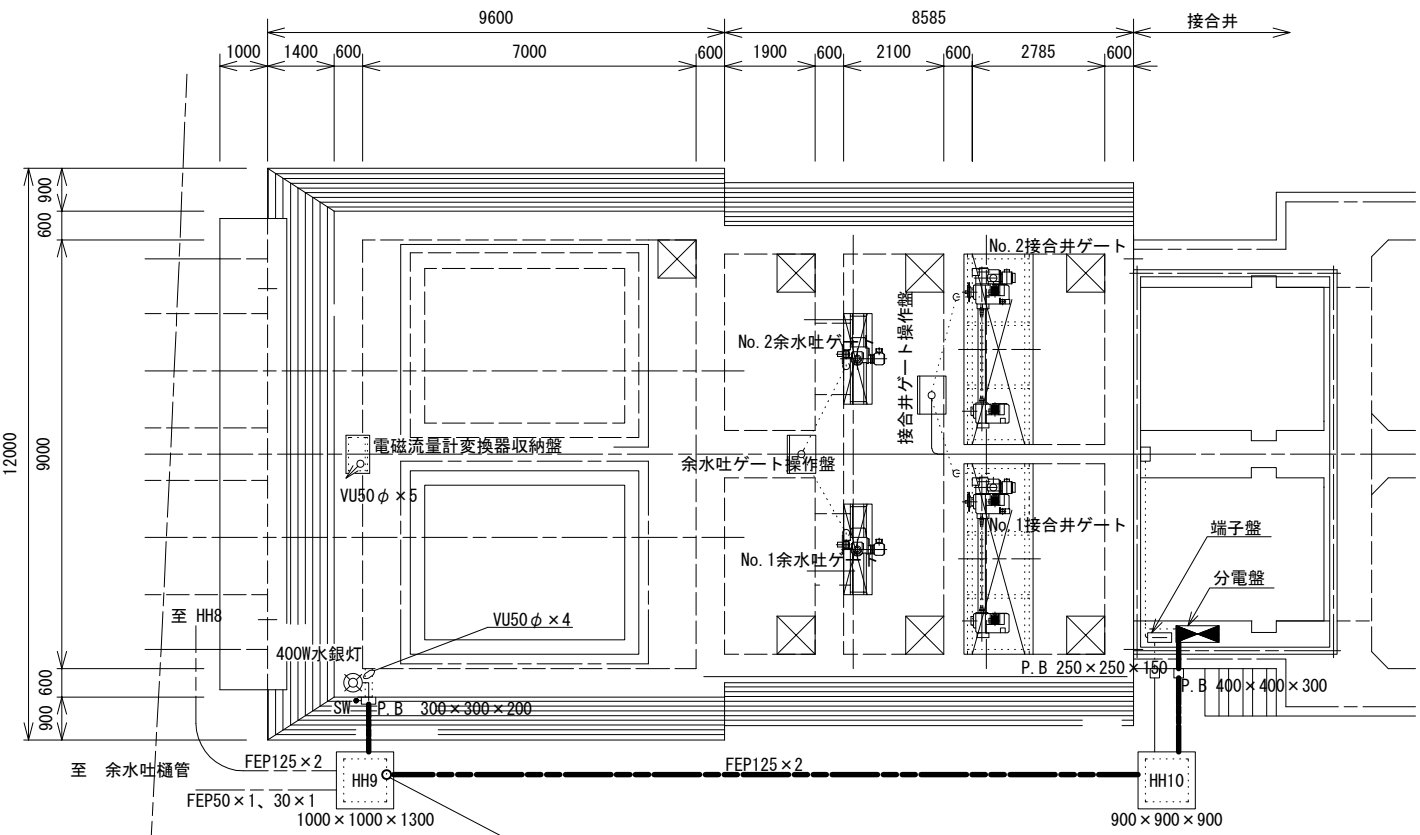 9600
8585
接合井
1000
1400
600
7000
600
1900
600
2100
600
2785
600
900
600
12000
9000
600
900
No.2接合井ゲート
No.2余水吐ゲート
接合井ゲート操作盤
電磁流量計変換器収納盤
余水吐ゲート操作盤
VU50φ×5
No.1接合井ゲート
端子盤
No.1余水吐ゲート
分電盤
至 HH8
VU50φ×4
400W水銀灯
P.B 250×250×150
P.B 400×400×300
SW
P.B 300×300×200
至 余水吐樋管
FEP125×2
FEP125×2
HH9
HH10
FEP50×1、30×1
1000×1000×1300
900×900×900